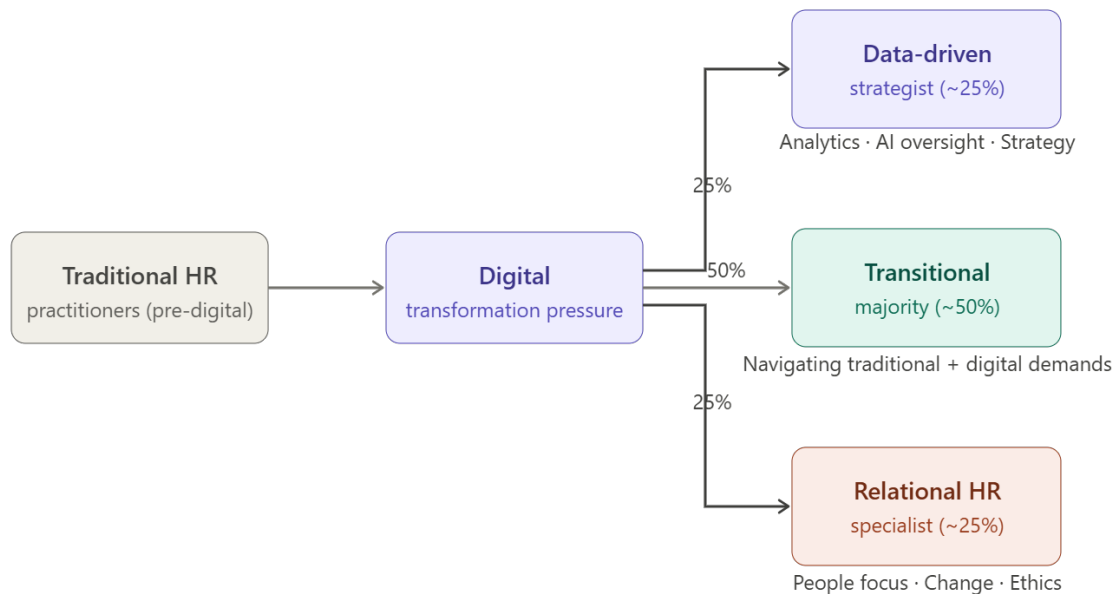 Traditional HR
practitioners (pre-digital)
Digital
transformation pressure
25%
50%
25%
Data-driven
strategist (~25%)
Analytics · AI oversight · Strategy
Transitional
majority (~50%)
Navigating traditional + digital demands
Relational HR
specialist (~25%)
People focus · Change · Ethics